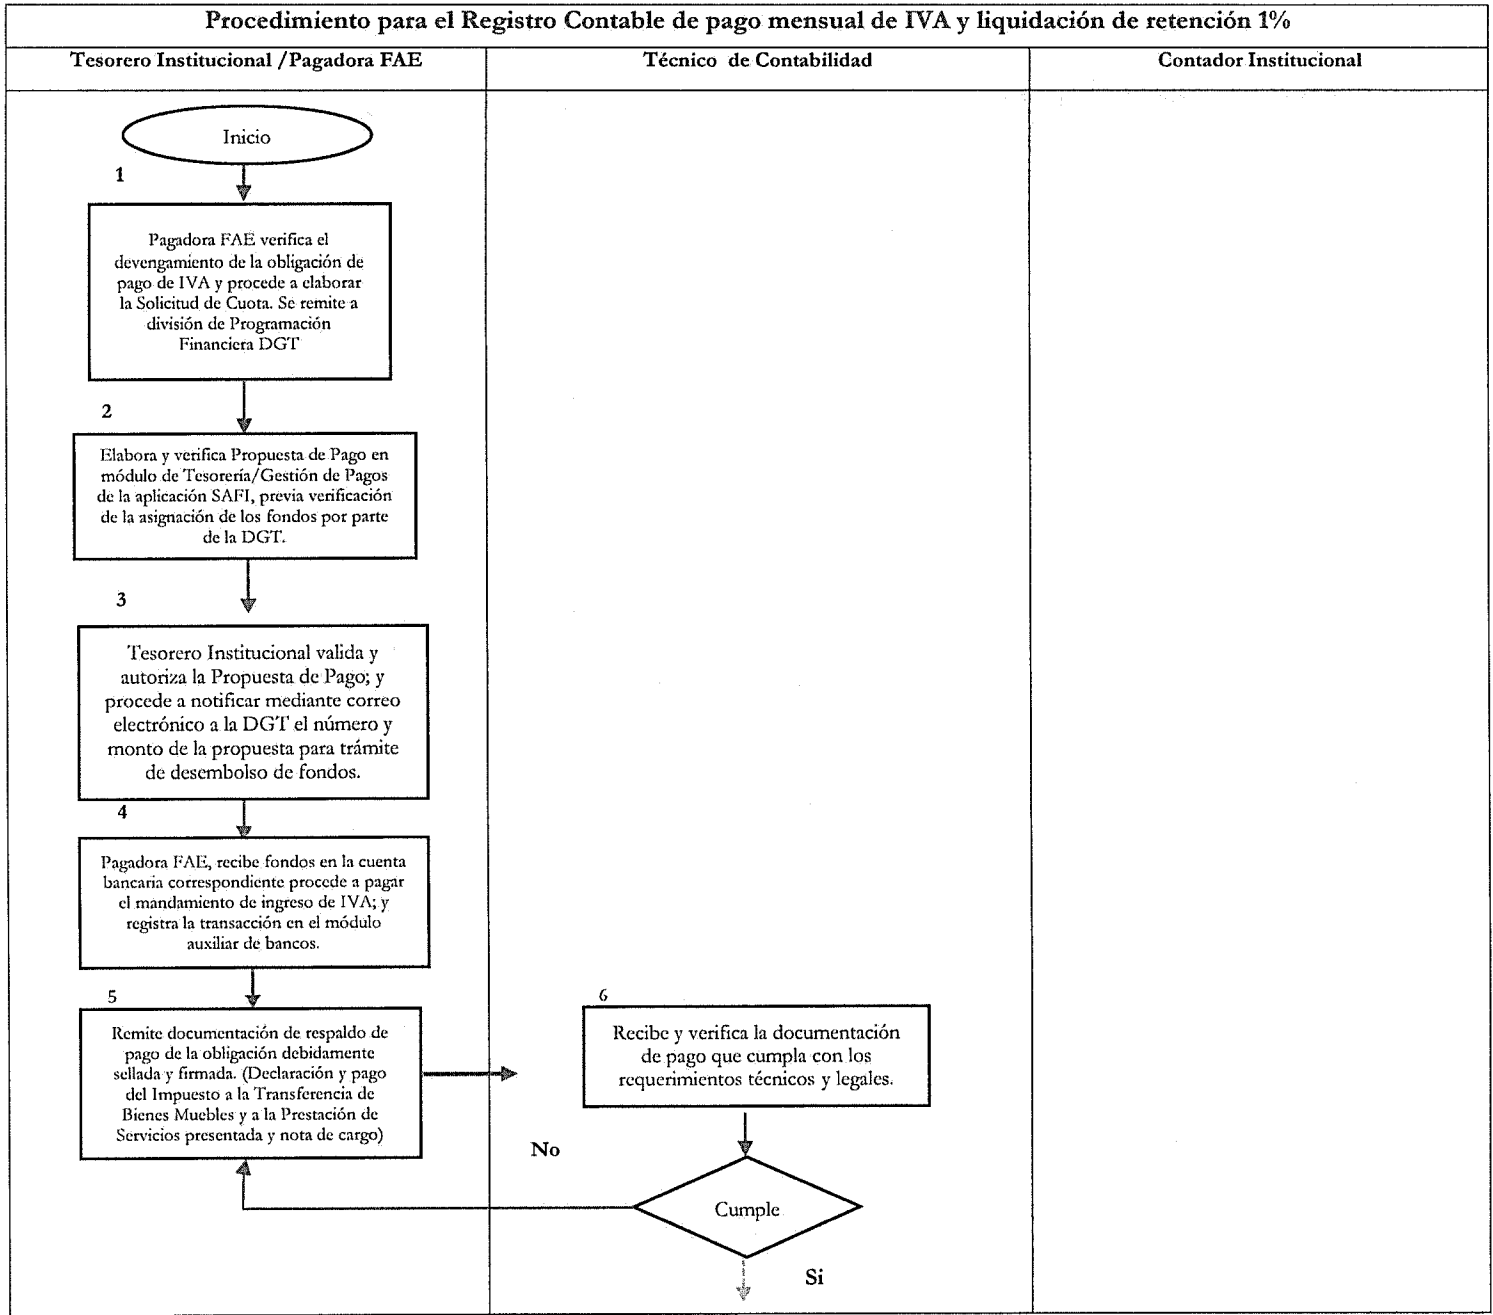 Procedimiento para el Registro Contable de pago mensual de IVA y liquidación de retención 1%
Tesorero Institucional /Pagadora FAE
Técnico de Contabilidad
Contador Institucional
Inicio
1
Pagadora FAE verifica el
devengamiento de la obligación de
pago de IVA y procede a elaborar
la Solicitud de Cuota. Se remite a
división de Programación
Financiera DGT
2
Elabora y verifica Propuesta de Pago en
módulo de Tesorería/Gestión de Pagos
de la aplicación SAFI, previa verificación
de la asignación de los fondos por parte
de la DGT.
3
Tesorero Institucional valida y
autoriza la Propuesta de Pago; y
procede a notificar mediante correo
electrónico a la DGT el número y
monto de la propuesta para trámite
de desembolso de fondos.
4
Pagadora FAE, recibe fondos en la cuenta
bancaria correspondiente procede a pagar
el mandamiento de ingreso de IVA; y
registra la transacción en el módulo
auxiliar de bancos.
5
Remite documentación de respaldo de
pago de la obligación debidamente
sellada y firmada. (Declaración y pago
del Impuesto a la Transferencia de
Bienes Muebles y a la Prestación de
Servicios presentada y nota de cargo)
6
Recibe y verifica la documentación
de pago que cumpla con los
requerimientos técnicos y legales.
No
Cumple
Si